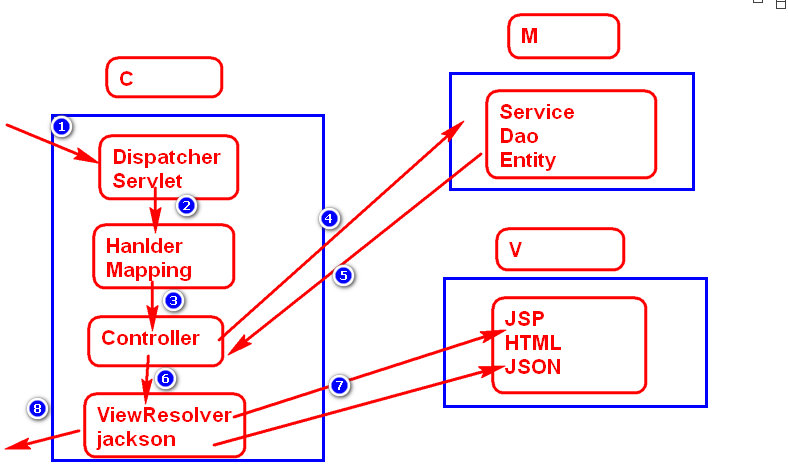 C
1
Dispatcher
Servlet
2
Hanlder
Mapping
3
Controller
6
ViewResolver
jackson
8
4
5
7
M
Service
Dao
Entity
V
JSP
HTML
JSON